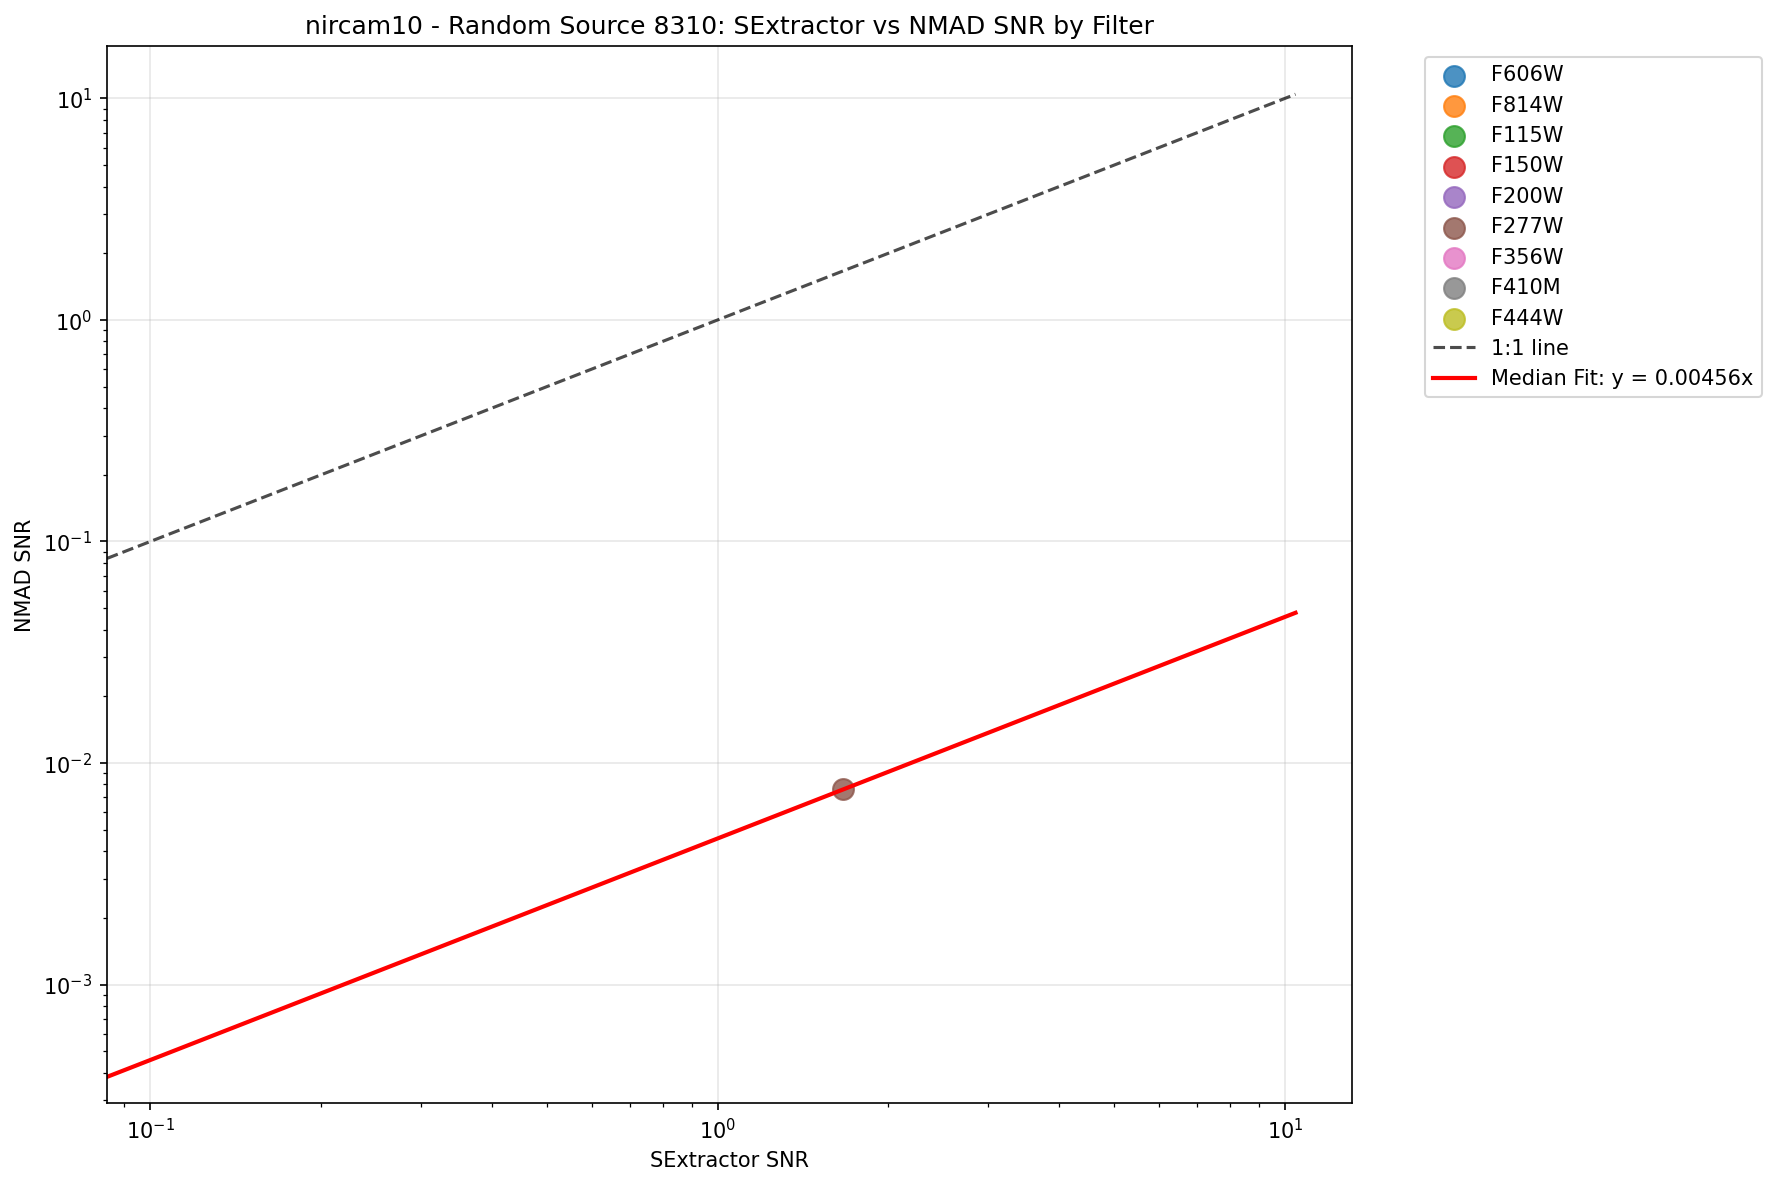 nircam10 - Random Source 8310: SExtractor vs NMAD SNR by Filter
F606W
F814W
F115W
F150W
F200W
F277W
F356W
F410M
F444W
1:1 line
Median Fit: y = 0.00456x
NMAD SNR
10¹
10⁰
10⁻¹
10⁻²
10⁻³
10⁻¹
10⁰
10¹
SExtractor SNR